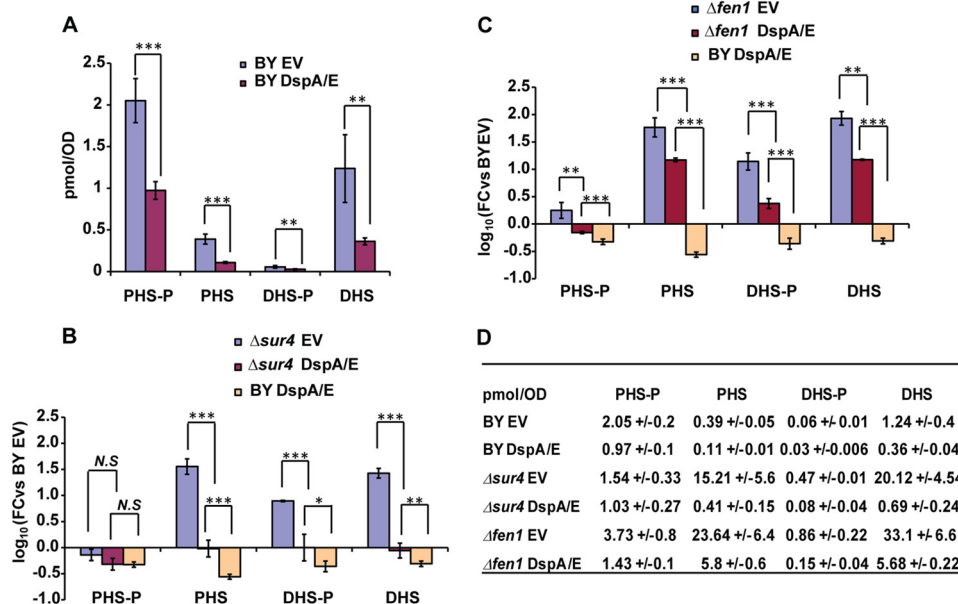 A
BY EV
BY DspA/E
pmol/OD
2.5
2
1.5
1
0.5
0
***
***
**
**
PHS-P PHS DHS-P DHS
B
Δsur4 EV
Δsur4 DspA/E
BY DspA/E
log10(FCvs BY EV)
2.5
2.0
1.5
1.0
0.5
0.0
-0.5
-1.0
N.S
N.S
***
***
***
*
***
**
PHS-P PHS DHS-P DHS
C
Δfen1 EV
Δfen1 DspA/E
BY DspA/E
log10(FCvs BY EV)
2.5
2.0
1.5
1.0
0.5
0.0
-0.5
-1.0
**
***
***
***
***
***
**
***
PHS-P PHS DHS-P DHS
D
pmol/OD PHS-P PHS DHS-P DHS
BY EV 2.05 +/-0.2 0.39 +/-0.05 0.06 +/-0.01 1.24 +/-0.4
BY DspA/E 0.97 +/-0.1 0.11 +/-0.01 0.03 +/-0.006 0.36 +/-0.04
Δsur4 EV 1.54 +/-0.33 15.21 +/-5.6 0.47 +/-0.01 20.12 +/-4.54
Δsur4 DspA/E 1.03 +/-0.27 0.41 +/-0.15 0.08 +/-0.04 0.69 +/-0.24
Δfen1 EV 3.73 +/-0.8 23.64 +/-6.4 0.86 +/-0.22 33.1 +/-6.6
Δfen1 DspA/E 1.43 +/-0.1 5.8 +/-0.6 0.15 +/-0.04 5.68 +/-0.22